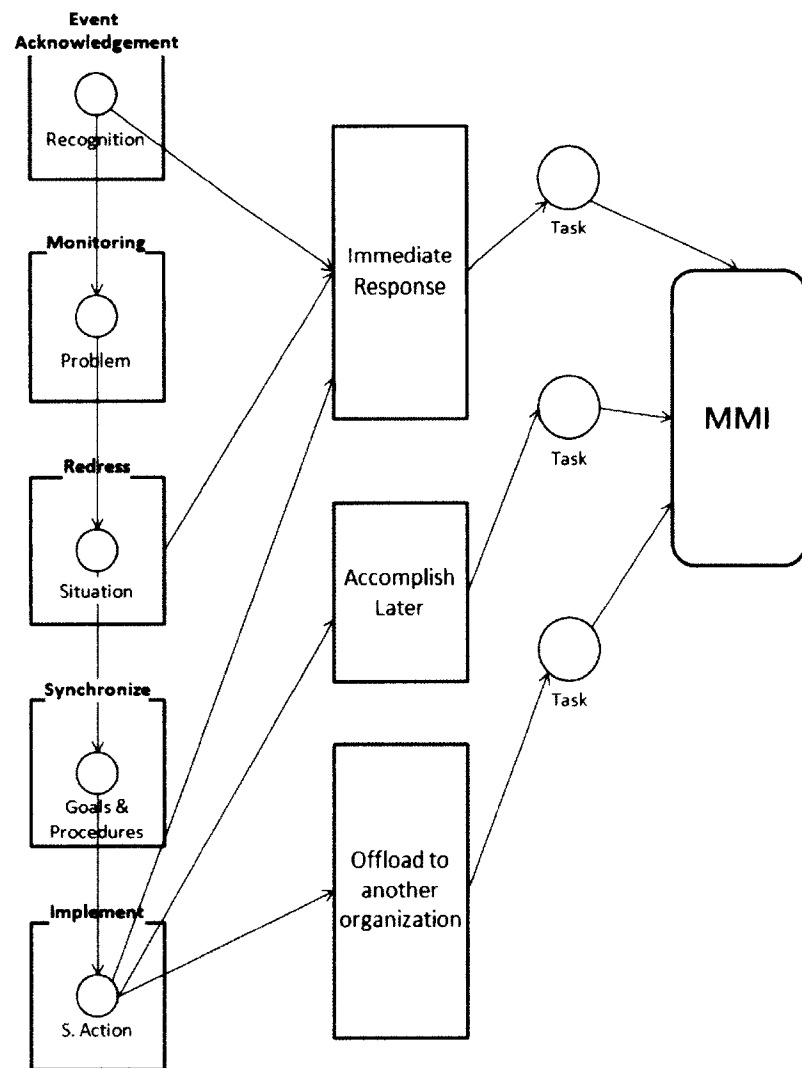 Event
Acknowledgement
Recognition
Monitoring
Problem
Redress
Situation
Synchronize
Goals &
Procedures
Implement
S. Action
Immediate
Response
Accomplish
Later
Offload to
another
organization
Task
Task
Task
MMI